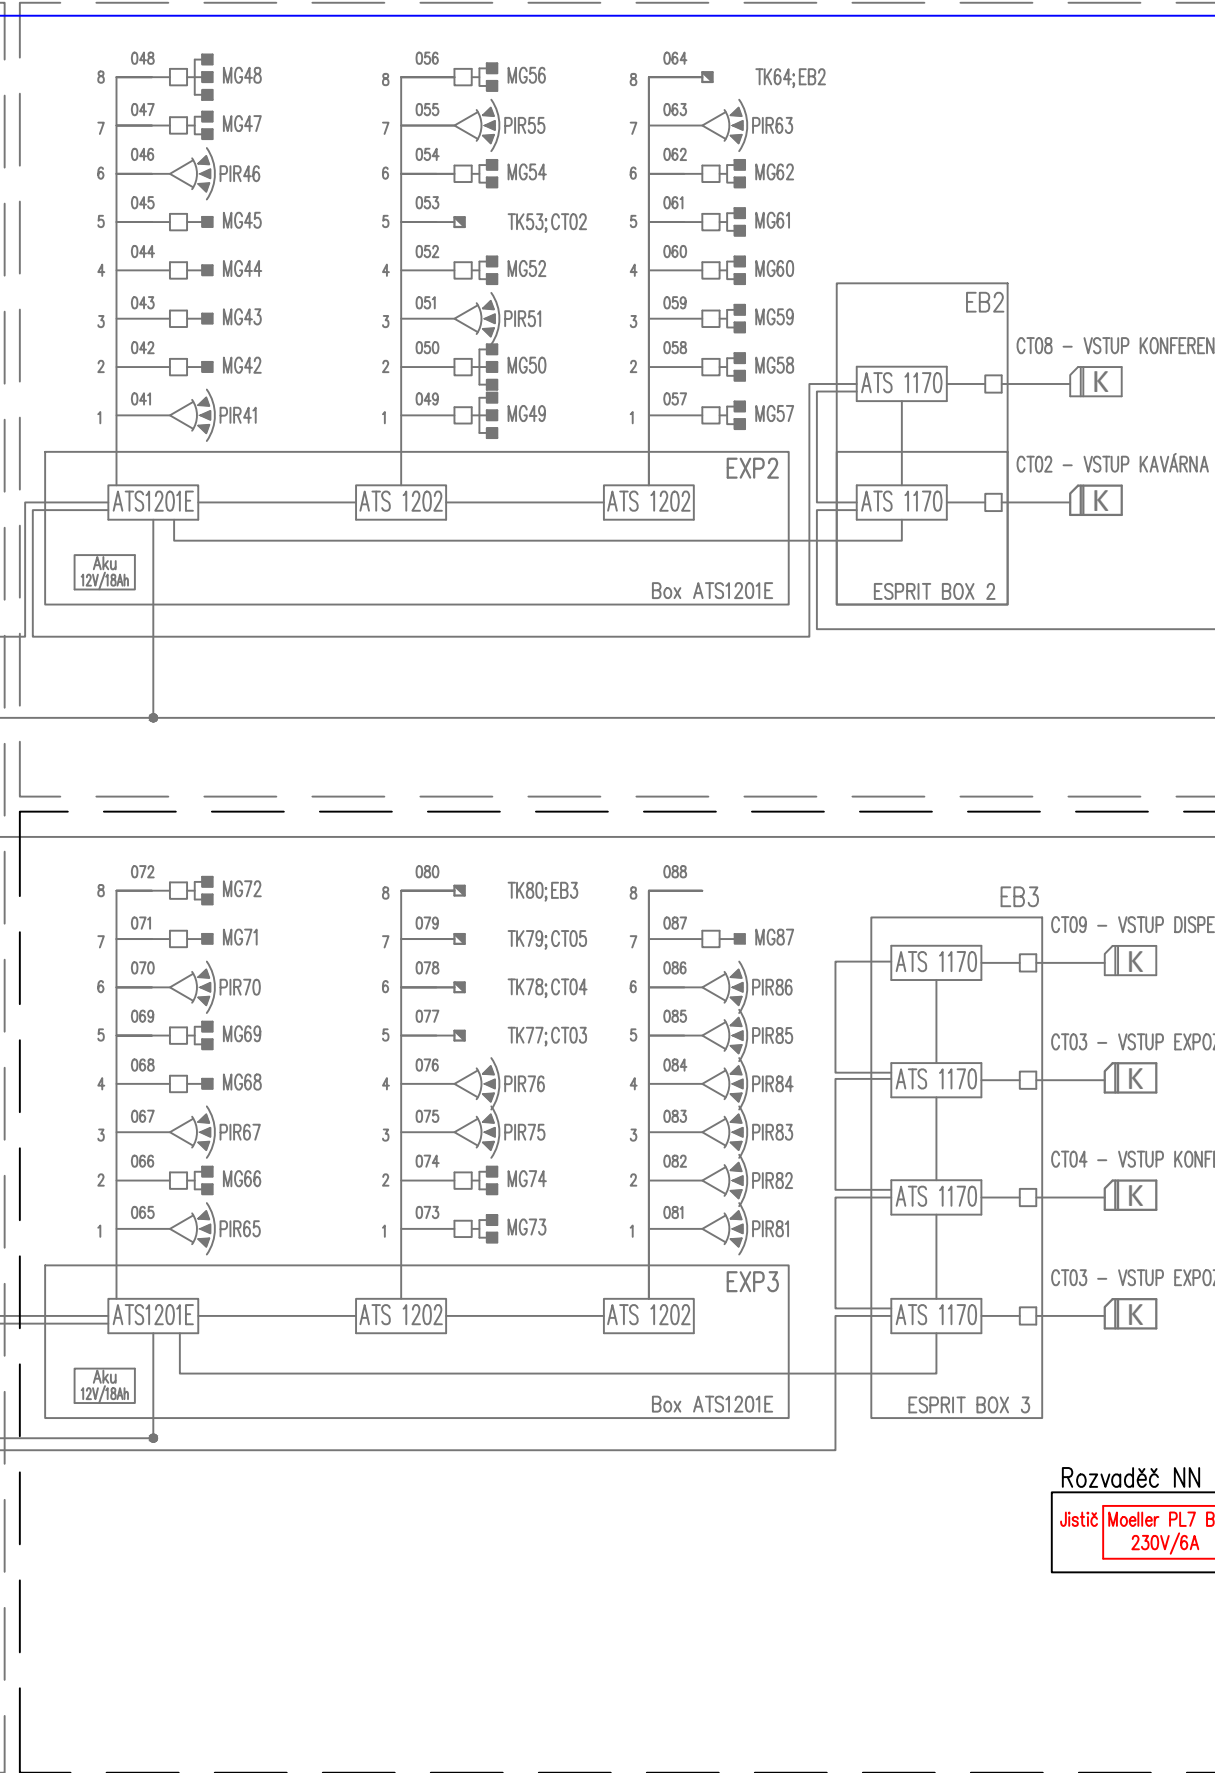 048
8
MG48
047
7
MG47
046
6
PIR46
045
5
MG45
044
4
MG44
043
3
MG43
042
2
MG42
041
1
PIR41
056
8
MG56
055
7
PIR55
054
6
MG54
053
5
TK53;CT02
052
4
MG52
051
3
PIR51
050
2
MG50
049
1
MG49
064
8
TK64;EB2
063
7
PIR63
062
6
MG62
061
5
MG61
060
4
MG60
059
3
MG59
058
2
MG58
057
1
MG57
EXP2
ATS1201E
ATS 1202
ATS 1202
Aku
12V/18Ah
Box ATS1201E
EB2
CT08 – VSTUP KONFEREN
ATS 1170
K
CT02 – VSTUP KAVÁRNA
ATS 1170
K
ESPRIT BOX 2
072
8
MG72
071
7
MG71
070
6
PIR70
069
5
MG69
068
4
MG68
067
3
PIR67
066
2
MG66
065
1
PIR65
080
8
TK80;EB3
079
7
TK79;CT05
078
6
TK78;CT04
077
5
TK77;CT03
076
4
PIR76
075
3
PIR75
074
2
MG74
073
1
MG73
088
8
087
7
MG87
086
6
PIR86
085
5
PIR85
084
4
PIR84
083
3
PIR83
082
2
PIR82
081
1
PIR81
EXP3
ATS1201E
ATS 1202
ATS 1202
Aku
12V/18Ah
Box ATS1201E
EB3
CT09 – VSTUP DISPE
ATS 1170
K
CT03 – VSTUP EXPOZ
ATS 1170
K
CT04 – VSTUP KONFE
ATS 1170
K
CT03 – VSTUP EXPOZ
ATS 1170
K
ESPRIT BOX 3
Rozvaděč NN
Jistič Moeller PL7 B
230V/6A